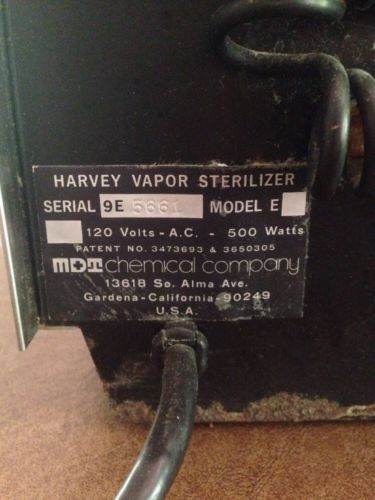 HARVEY VAPOR STERILIZER
SERIAL 9E 5661 MODEL E
120 Volts - A.C. - 500 Watts
PATENT NO. 3473693 & 3650305
MDT chemical company
13618 So. Alma Ave.
Gardena-California-90249
U.S.A.